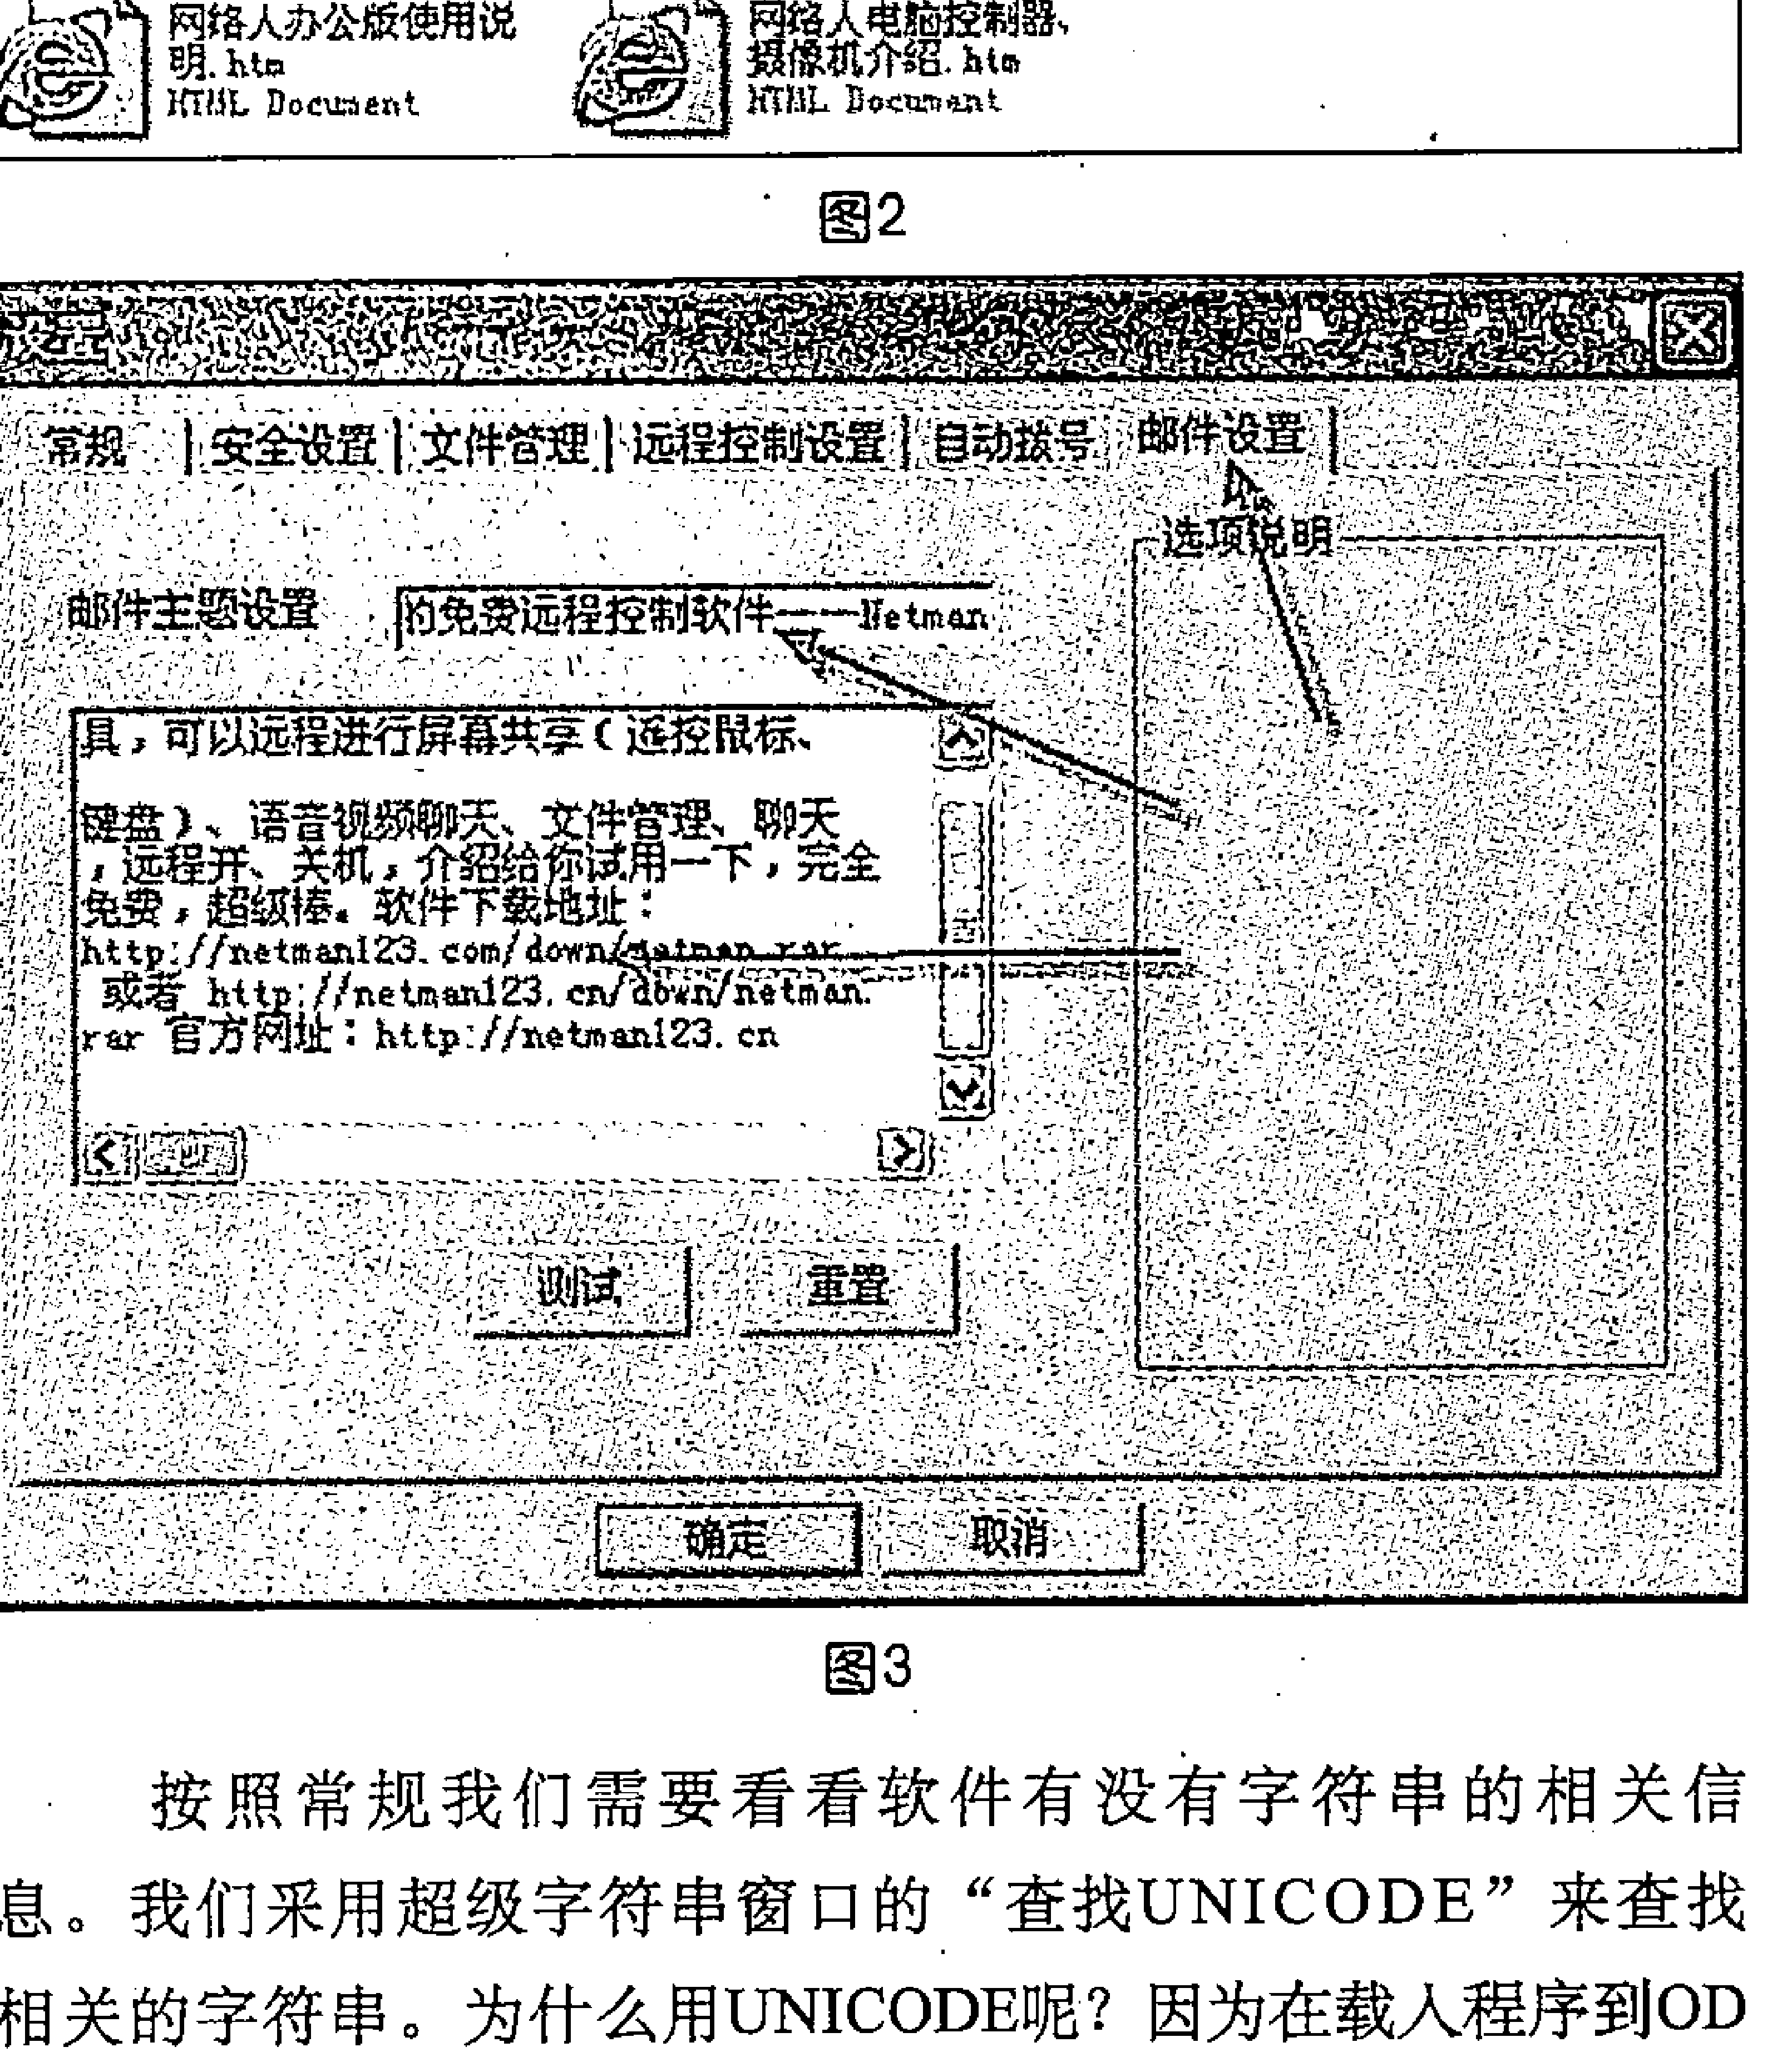 网络人办公版使用说
明.htm
HTML Document
网络人电脑控制器、
摄像机介绍.htm
HTML Document
图2
设置
常规 安全设置 文件管理 远程控制设置 自动拨号 邮件设置
选项说明
邮件主题设置 的免费远程控制软件——Netman
具，可以远程进行屏幕共享（遥控鼠标、
键盘）、语音视频聊天、文件管理、聊天
，远程开、关机，介绍给你试用一下，完全
免费，超级棒。软件下载地址：
http://netman123.com/down/netman.rar
或者 http://netman123.cn/down/netman.
rar 官方网址：http://netman123.cn
测试 重置
确定 取消
图3
按照常规我们需要看看软件有没有字符串的相关信
息。我们采用超级字符串窗口的“查找UNICODE”来查找
相关的字符串。为什么用UNICODE呢？因为在载入程序到OD